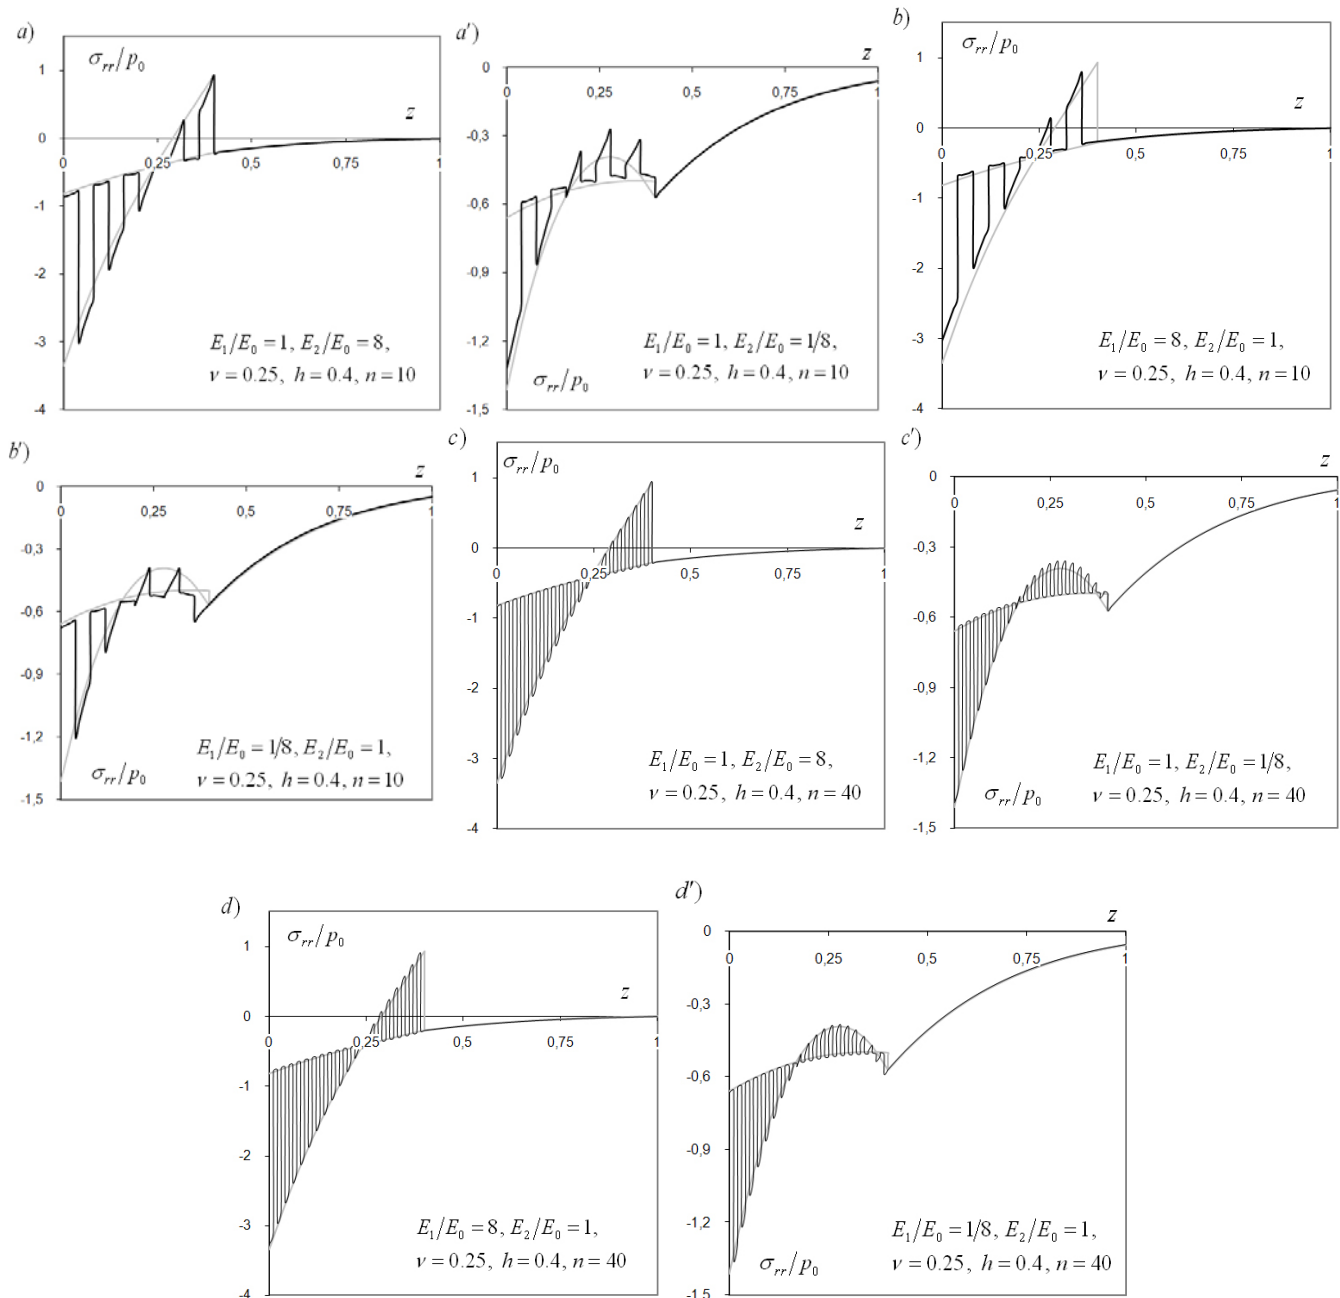 a)
σrr/p0
z
1
0
-1
-2
-3
-4
0
0,25
0,5
0,75
1
E1/E0 = 1, E2/E0 = 8,
ν = 0.25, h = 0.4, n = 10
a')
z
0
-0,3
-0,6
-0,9
-1,2
-1,5
0
0,25
0,5
0,75
1
E1/E0 = 1, E2/E0 = 1/8,
ν = 0.25, h = 0.4, n = 10
σrr/p0
b)
σrr/p0
z
1
0
-1
-2
-3
-4
0
0,25
0,5
0,75
1
E1/E0 = 8, E2/E0 = 1,
ν = 0.25, h = 0.4, n = 10
b')
z
0
-0,3
-0,6
-0,9
-1,2
-1,5
0
0,25
0,5
0,75
1
E1/E0 = 1/8, E2/E0 = 1,
ν = 0.25, h = 0.4, n = 10
σrr/p0
c)
σrr/p0
z
1
0
-1
-2
-3
-4
0
0,25
0,5
0,75
1
E1/E0 = 1, E2/E0 = 8,
ν = 0.25, h = 0.4, n = 40
c')
z
0
-0,3
-0,6
-0,9
-1,2
-1,5
0
0,25
0,5
0,75
1
E1/E0 = 1, E2/E0 = 1/8,
ν = 0.25, h = 0.4, n = 40
σrr/p0
d)
σrr/p0
z
1
0
-1
-2
-3
-4
0
0,25
0,5
0,75
1
E1/E0 = 8, E2/E0 = 1,
ν = 0.25, h = 0.4, n = 40
d')
z
0
-0,3
-0,6
-0,9
-1,2
-1,5
0
0,25
0,5
0,75
1
E1/E0 = 1/8, E2/E0 = 1,
ν = 0.25, h = 0.4, n = 40
σrr/p0